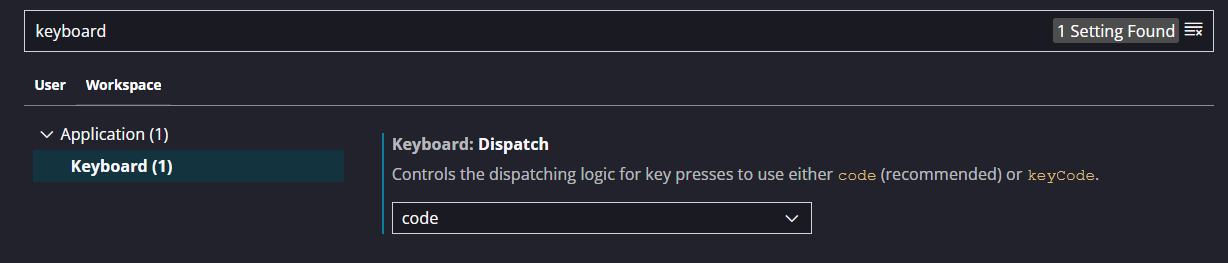 keyboard 1 Setting Found
User Workspace
Application (1)
Keyboard (1)
Keyboard: Dispatch
Controls the dispatching logic for key presses to use either code (recommended) or keyCode.
code